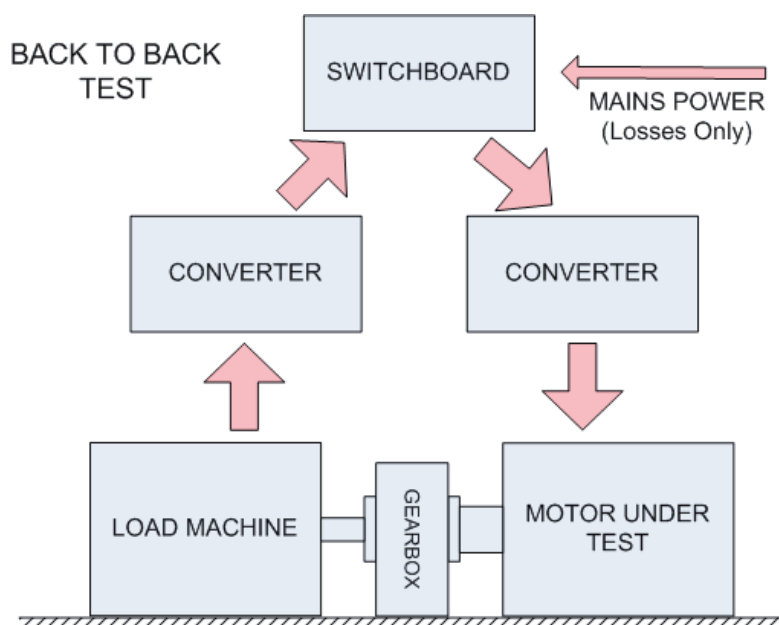 BACK TO BACK
TEST
SWITCHBOARD
MAINS POWER
(Losses Only)
CONVERTER
CONVERTER
LOAD MACHINE
GEARBOX
MOTOR UNDER
TEST